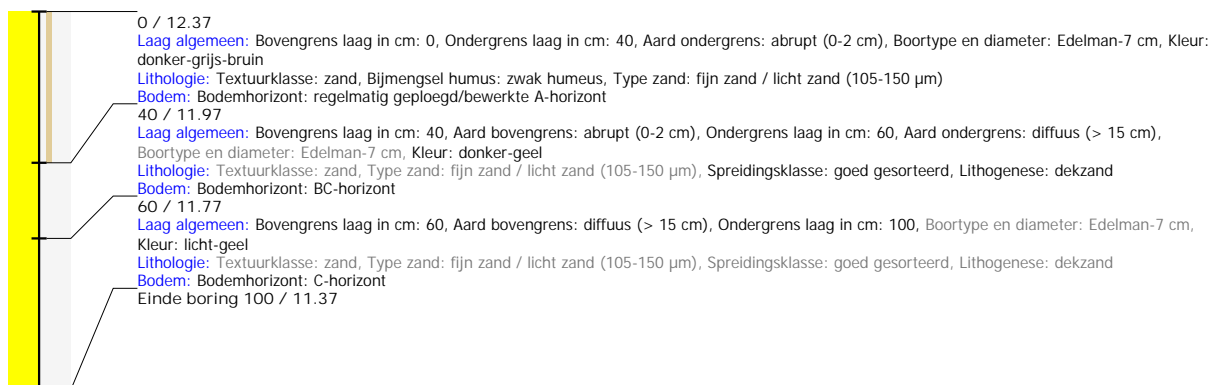 0 / 12.37
Laag algemeen: Bovengrens laag in cm: 0, Ondergrens laag in cm: 40, Aard ondergrens: abrupt (0-2 cm), Boortype en diameter: Edelman-7 cm, Kleur:
donker-grijs-bruin
Lithologie: Textuurklasse: zand, Bijmengsel humus: zwak humeus, Type zand: fijn zand / licht zand (105-150 µm)
Bodem: Bodemhorizont: regelmatig geploegd/bewerkte A-horizont
40 / 11.97
Laag algemeen: Bovengrens laag in cm: 40, Aard bovengrens: abrupt (0-2 cm), Ondergrens laag in cm: 60, Aard ondergrens: diffuus (> 15 cm),
Boortype en diameter: Edelman-7 cm, Kleur: donker-geel
Lithologie: Textuurklasse: zand, Type zand: fijn zand / licht zand (105-150 µm), Spreidingsklasse: goed gesorteerd, Lithogenese: dekzand
Bodem: Bodemhorizont: BC-horizont
60 / 11.77
Laag algemeen: Bovengrens laag in cm: 60, Aard bovengrens: diffuus (> 15 cm), Ondergrens laag in cm: 100, Boortype en diameter: Edelman-7 cm,
Kleur: licht-geel
Lithologie: Textuurklasse: zand, Type zand: fijn zand / licht zand (105-150 µm), Spreidingsklasse: goed gesorteerd, Lithogenese: dekzand
Bodem: Bodemhorizont: C-horizont
Einde boring 100 / 11.37